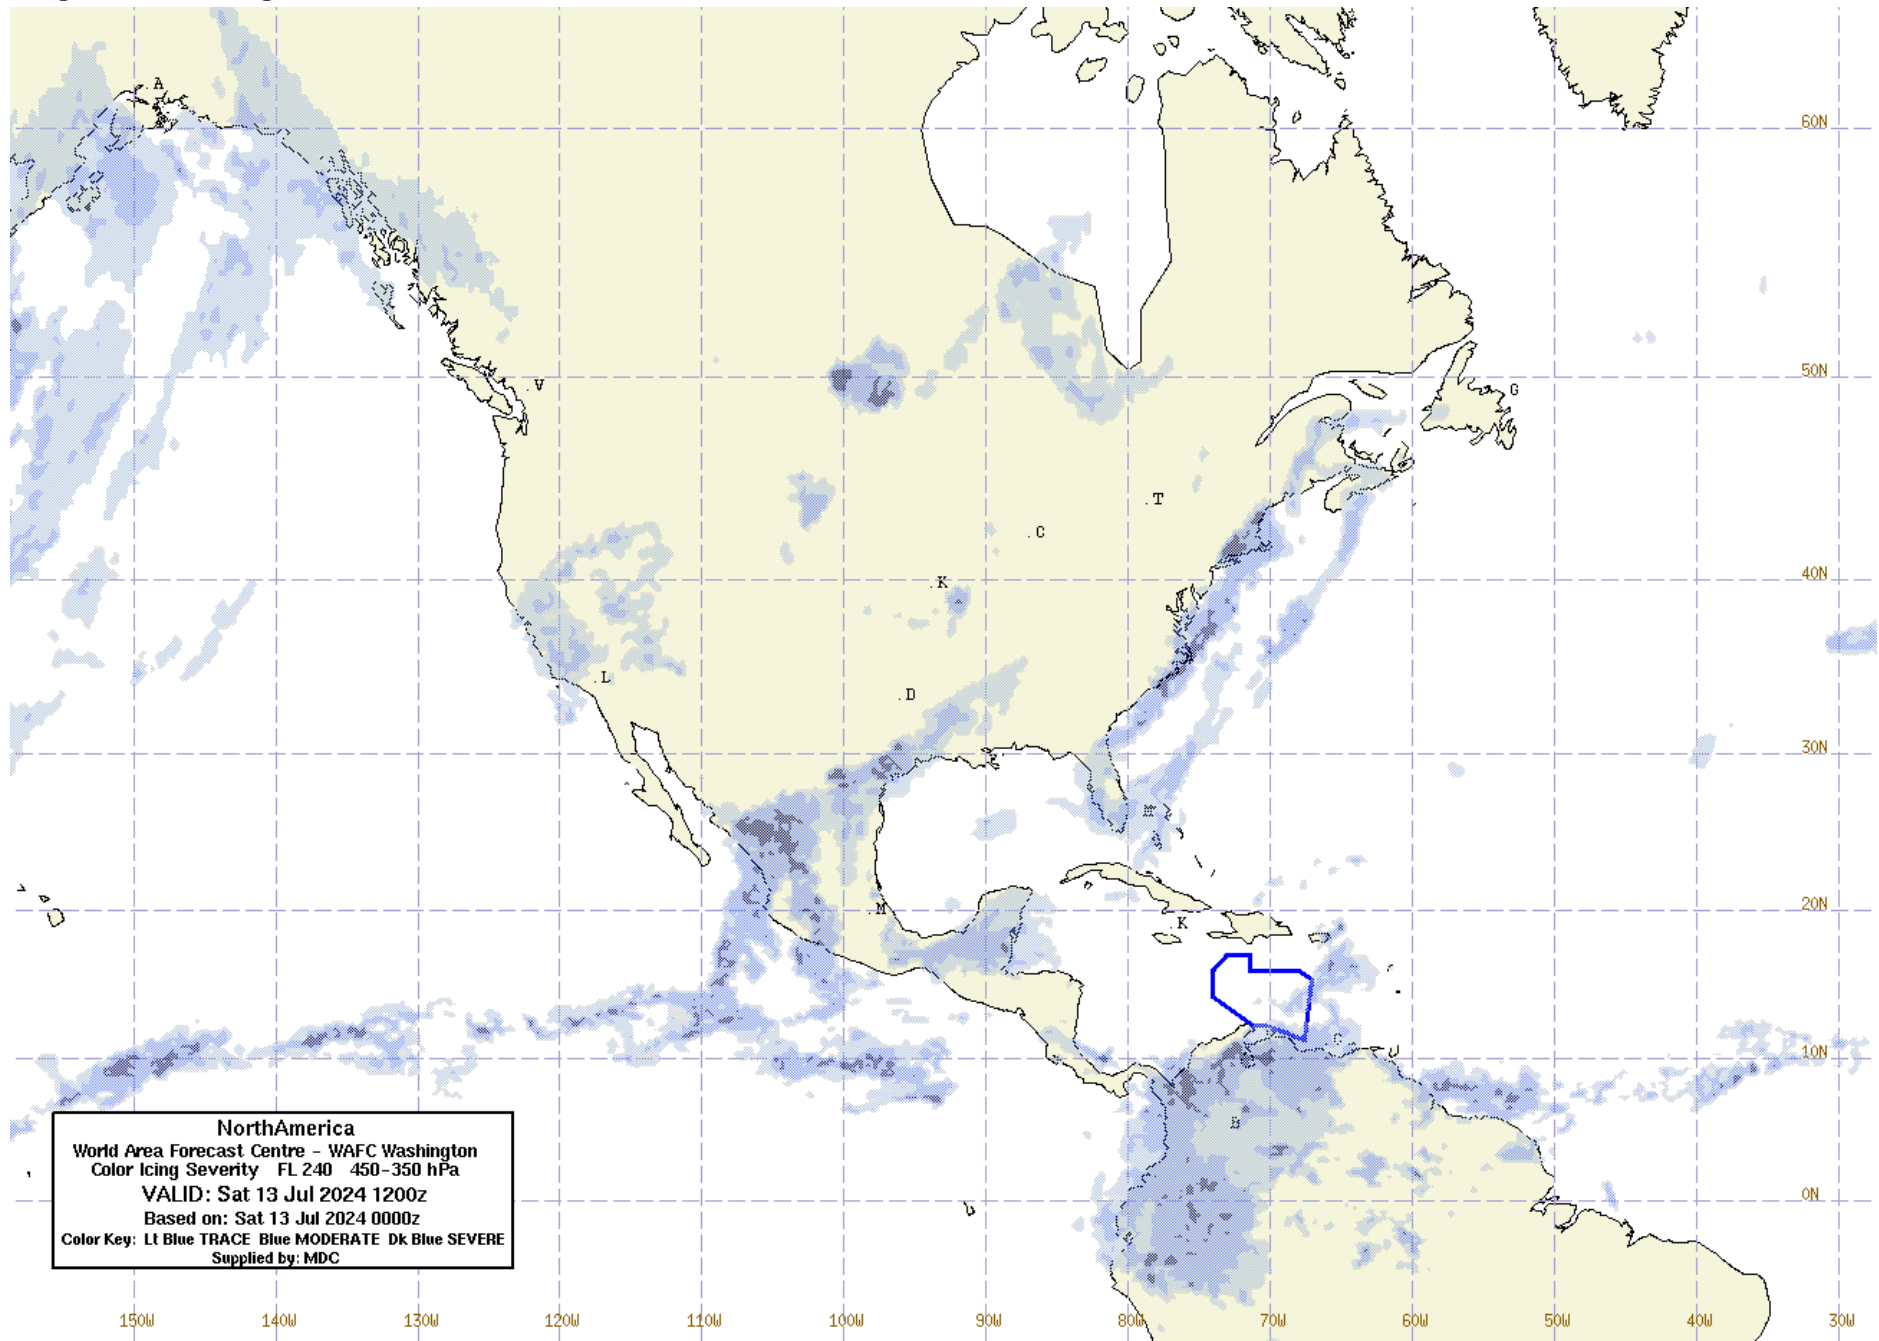 A
60N
V
50N
G
T
C
K
40N
L
D
30N
M
M
20N
K
C
10N
B
NorthAmerica
World Area Forecast Centre - WAFC Washington
Color Icing Severity FL 240 450-350 hPa
VALID: Sat 13 Jul 2024 1200z
Based on: Sat 13 Jul 2024 0000z
Color Key: Lt Blue TRACE Blue MODERATE Dk Blue SEVERE
Supplied by: MDC
0N
150W 140W 130W 120W 110W 100W 90W 80W 70W 60W 50W 40W 30W